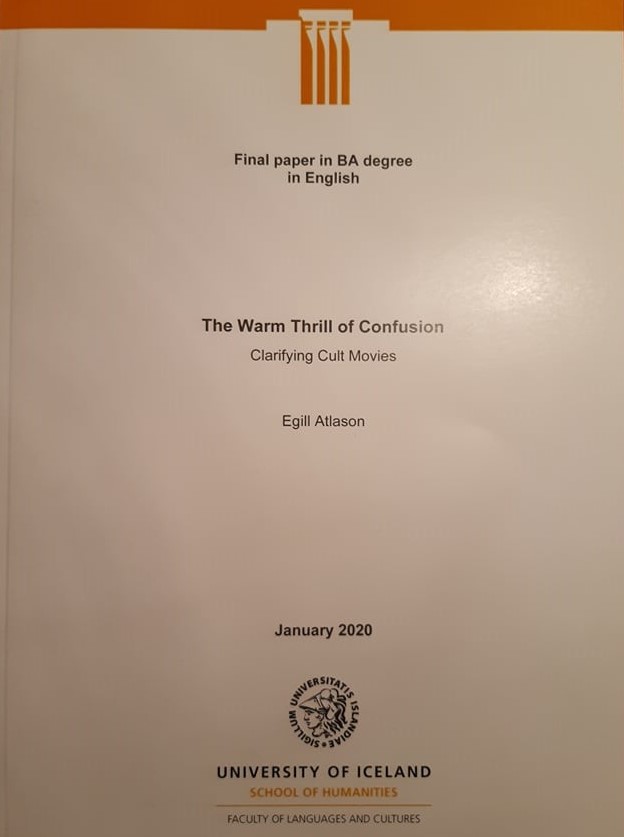 Final paper in BA degree
in English
The Warm Thrill of Confusion
Clarifying Cult Movies
Egill Atlason
January 2020
SIGILLUM UNIVERSITATIS ISLANDIAE
UNIVERSITY OF ICELAND
SCHOOL OF HUMANITIES
FACULTY OF LANGUAGES AND CULTURES